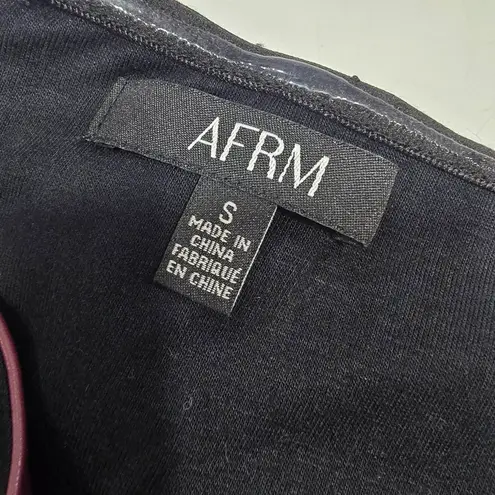 AFRM
S
MADE IN
CHINA
FABRIQUÉ
EN CHINE